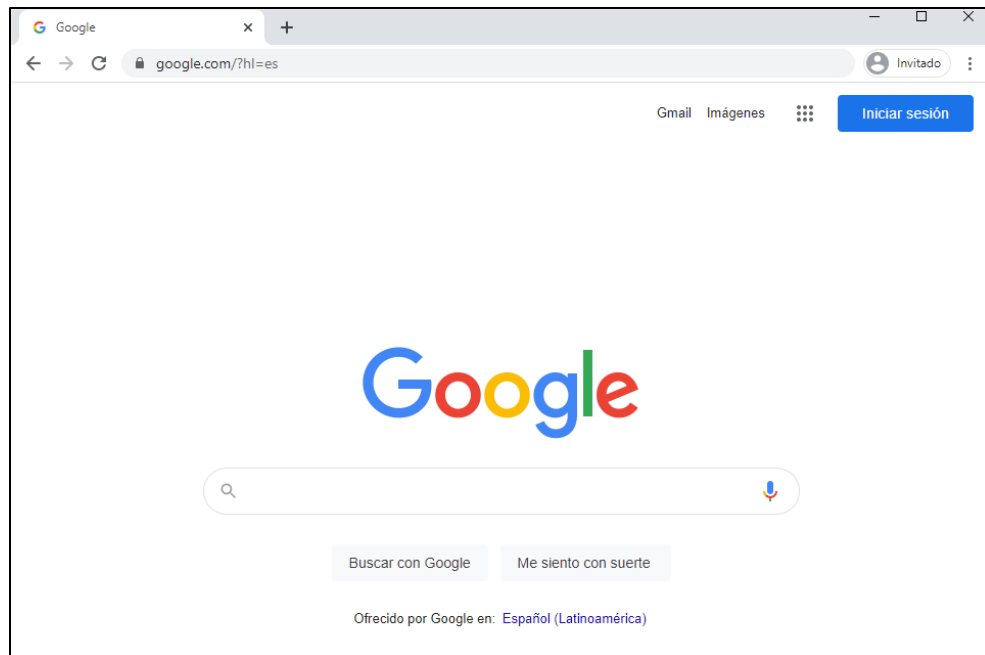 Google
google.com/?hl=es
Invitado
Gmail Imágenes
Iniciar sesión
Google
Buscar con Google Me siento con suerte
Ofrecido por Google en: Español (Latinoamérica)